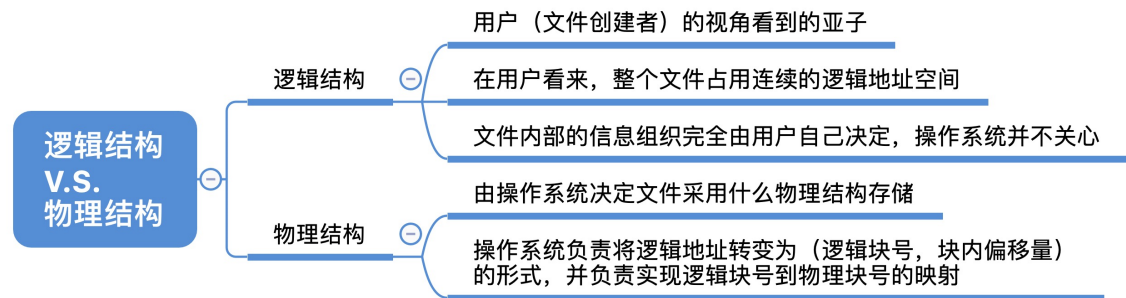 逻辑结构
V.S.
物理结构
逻辑结构
用户（文件创建者）的视角看到的亚子
在用户看来，整个文件占用连续的逻辑地址空间
文件内部的信息组织完全由用户自己决定，操作系统并不关心
物理结构
由操作系统决定文件采用什么物理结构存储
操作系统负责将逻辑地址转变为（逻辑块号，块内偏移量）
的形式，并负责实现逻辑块号到物理块号的映射